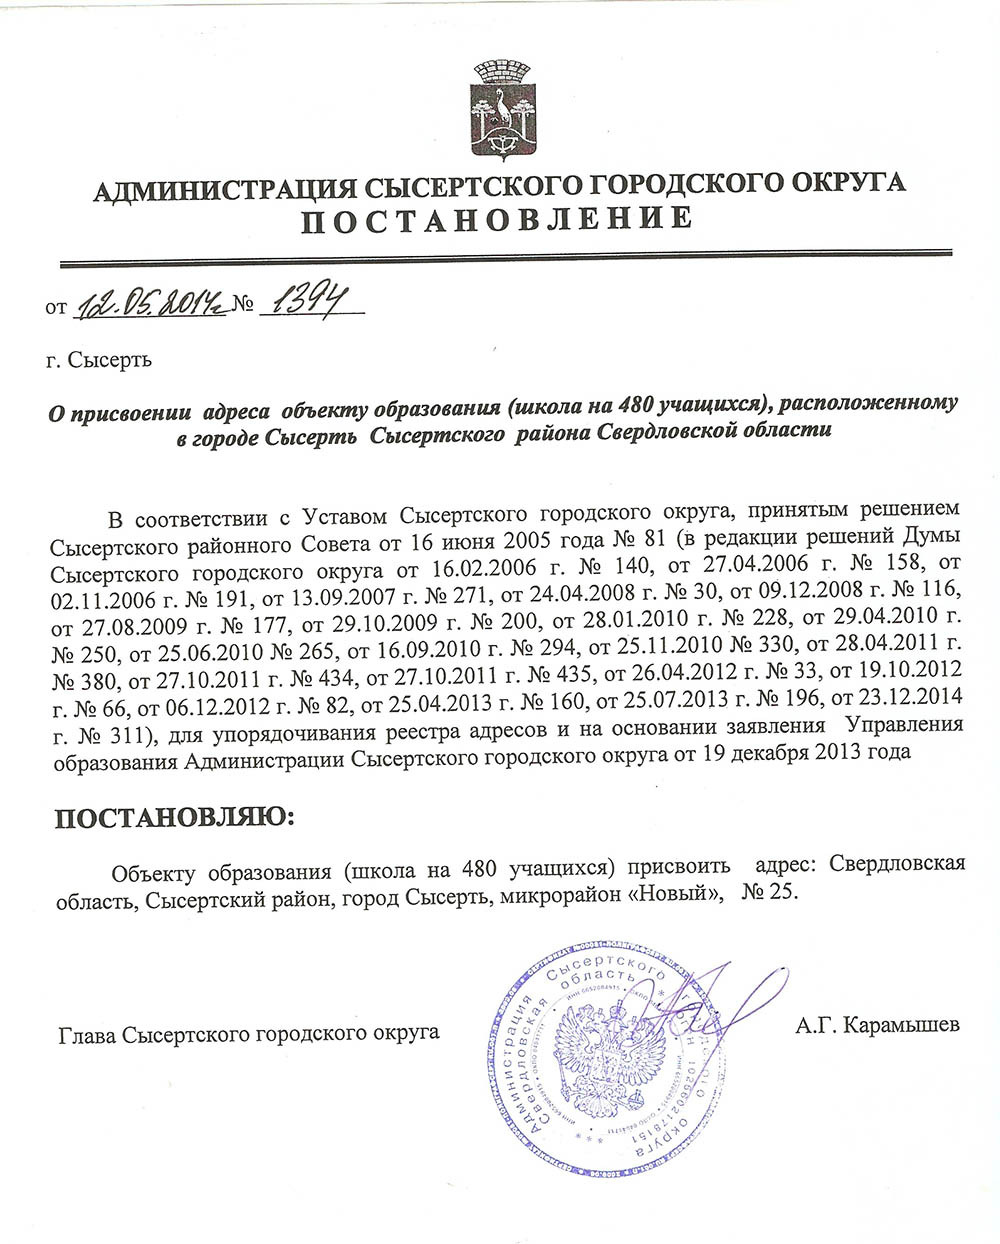 АДМИНИСТРАЦИЯ СЫСЕРТСКОГО ГОРОДСКОГО ОКРУГА
ПОСТАНОВЛЕНИЕ
от 12.05.2014г № 1394
г. Сысерть
О присвоении адреса объекту образования (школа на 480 учащихся), расположенному
в городе Сысерть Сысертского района Свердловской области
В соответствии с Уставом Сысертского городского округа, принятым решением
Сысертского районного Совета от 16 июня 2005 года № 81 (в редакции решений Думы
Сысертского городского округа от 16.02.2006 г. № 140, от 27.04.2006 г. № 158, от
02.11.2006 г. № 191, от 13.09.2007 г. № 271, от 24.04.2008 г. № 30, от 09.12.2008 г. № 116,
от 27.08.2009 г. № 177, от 29.10.2009 г. № 200, от 28.01.2010 г. № 228, от 29.04.2010 г.
№ 250, от 25.06.2010 № 265, от 16.09.2010 г. № 294, от 25.11.2010 № 330, от 28.04.2011 г.
№ 380, от 27.10.2011 г. № 434, от 27.10.2011 г. № 435, от 26.04.2012 г. № 33, от 19.10.2012
г. № 66, от 06.12.2012 г. № 82, от 25.04.2013 г. № 160, от 25.07.2013 г. № 196, от 23.12.2014
г. № 311), для упорядочивания реестра адресов и на основании заявления Управления
образования Администрации Сысертского городского округа от 19 декабря 2013 года
ПОСТАНОВЛЯЮ:
Объекту образования (школа на 480 учащихся) присвоить адрес: Свердловская
область, Сысертский район, город Сысерть, микрорайон «Новый», № 25.
Глава Сысертского городского округа
А.Г. Карамышев
Администрация Сысертского городского округа
Свердловская область * ОГРН 1026602178151 ***